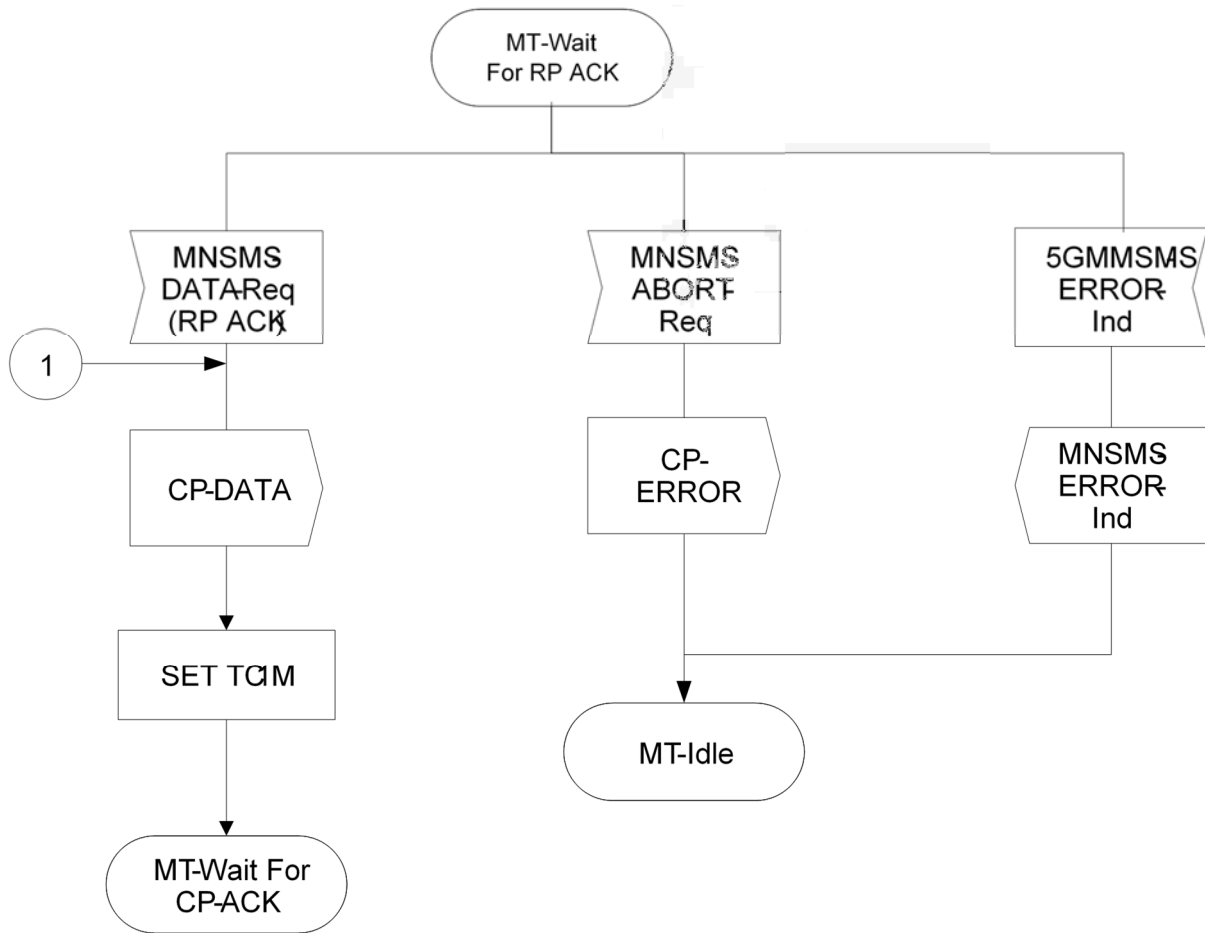 MT-Wait
For RP ACK
MNSMS-
DATA-Req
(RP ACK)
MNSMS-
ABORT-
Req
5GMMSMS-
ERROR-
Ind
1
CP-DATA
CP-
ERROR
MNSMS-
ERROR-
Ind
SET TC1M
MT-Idle
MT-Wait For
CP-ACK